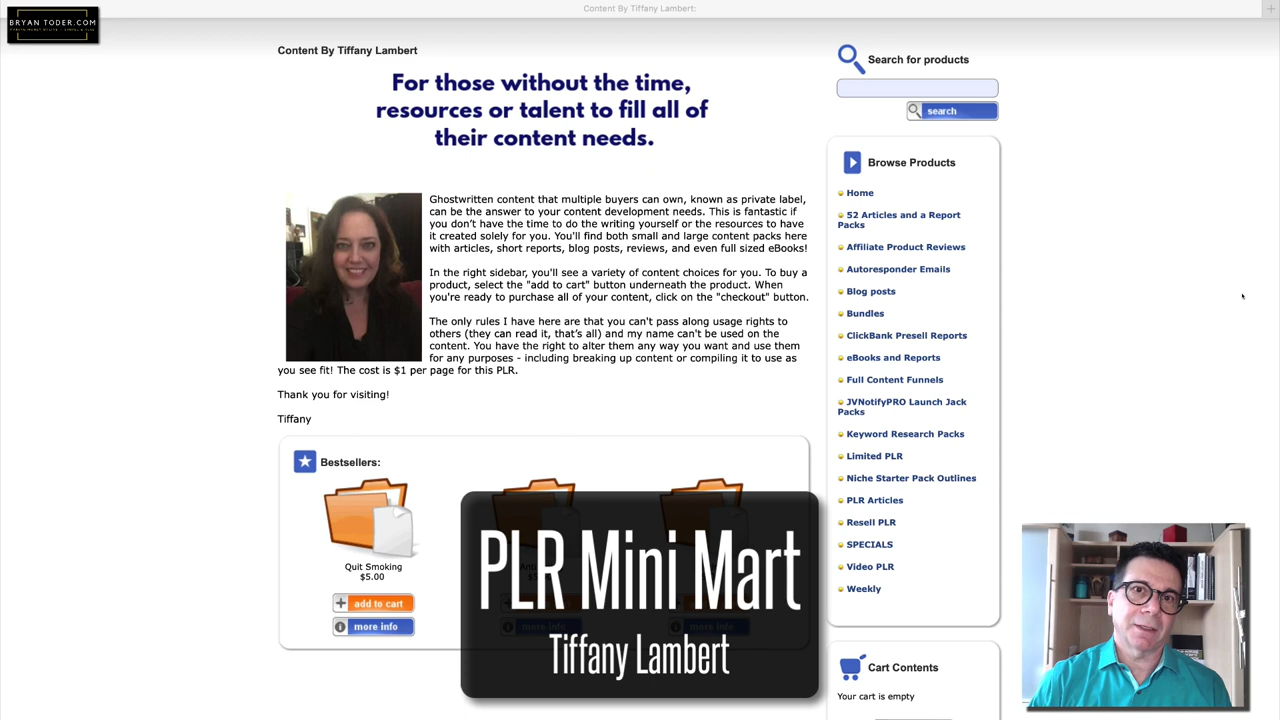 Content By Tiffany Lambert:
+
BRYAN TODER.COM
Content By Tiffany Lambert
For those without the time,
resources or talent to fill all of
their content needs.
Ghostwritten content that multiple buyers can own, known as private label,
can be the answer to your content development needs. This is fantastic if
you don't have the time to do the writing yourself or the resources to have
it created solely for you. You'll find both small and large content packs here
with articles, short reports, blog posts, reviews, and even full sized eBooks!
In the right sidebar, you'll see a variety of content choices for you. To buy a
product, select the "add to cart" button underneath the product. When
you're ready to purchase all of your content, click on the "checkout" button.
The only rules I have here are that you can't pass along usage rights to
others (they can read it, that's all) and my name can't be used on the
content. You have the right to alter them any way you want and use them
for any purposes - including breaking up content or compiling it to use as
you see fit! The cost is $1 per page for this PLR.
Thank you for visiting!
Tiffany
Bestsellers:
Quit Smoking
$5.00
add to cart
more info
more info
more info
PLR Mini Mart
Tiffany Lambert
Search for products
search
Browse Products
Home
52 Articles and a Report
Packs
Affiliate Product Reviews
Autoresponder Emails
Blog posts
Bundles
ClickBank Presell Reports
eBooks and Reports
Full Content Funnels
JVNotifyPRO Launch Jack
Packs
Keyword Research Packs
Limited PLR
Niche Starter Pack Outlines
PLR Articles
Resell PLR
SPECIALS
Video PLR
Weekly
Cart Contents
Your cart is empty